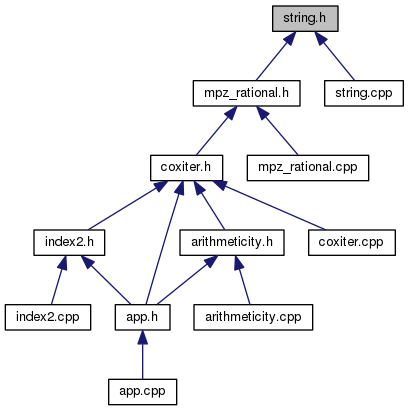 string.h
mpz_rational.h
string.cpp
coxiter.h
mpz_rational.cpp
index2.h
arithmeticity.h
coxiter.cpp
index2.cpp
app.h
arithmeticity.cpp
app.cpp